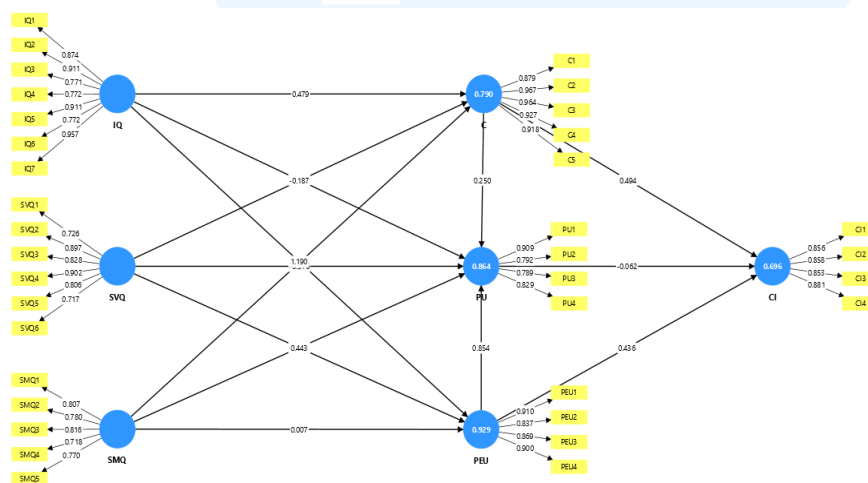 IQ1
IQ2
IQ3
IQ4
IQ5
IQ6
IQ7
0.874
0.911
0.771
0.772
0.911
0.772
0.957
IQ
SVQ1
SVQ2
SVQ3
SVQ4
SVQ5
SVQ6
0.726
0.897
0.828
0.902
0.806
0.717
SVQ
SMQ1
SMQ2
SMQ3
SMQ4
SMQ5
0.807
0.780
0.816
0.718
0.770
SMQ
0.479
-0.187
1.190
0.443
0.007
0.790
C
0.879
0.967
0.964
0.927
0.918
C1
C2
C3
C4
C5
0.250
0.864
PU
0.909
0.792
0.789
0.829
PU1
PU2
PU3
PU4
0.854
0.929
PEU
0.910
0.837
0.869
0.900
PEU1
PEU2
PEU3
PEU4
0.494
-0.062
0.436
0.696
CI
0.856
0.858
0.853
0.881
CI1
CI2
CI3
CI4